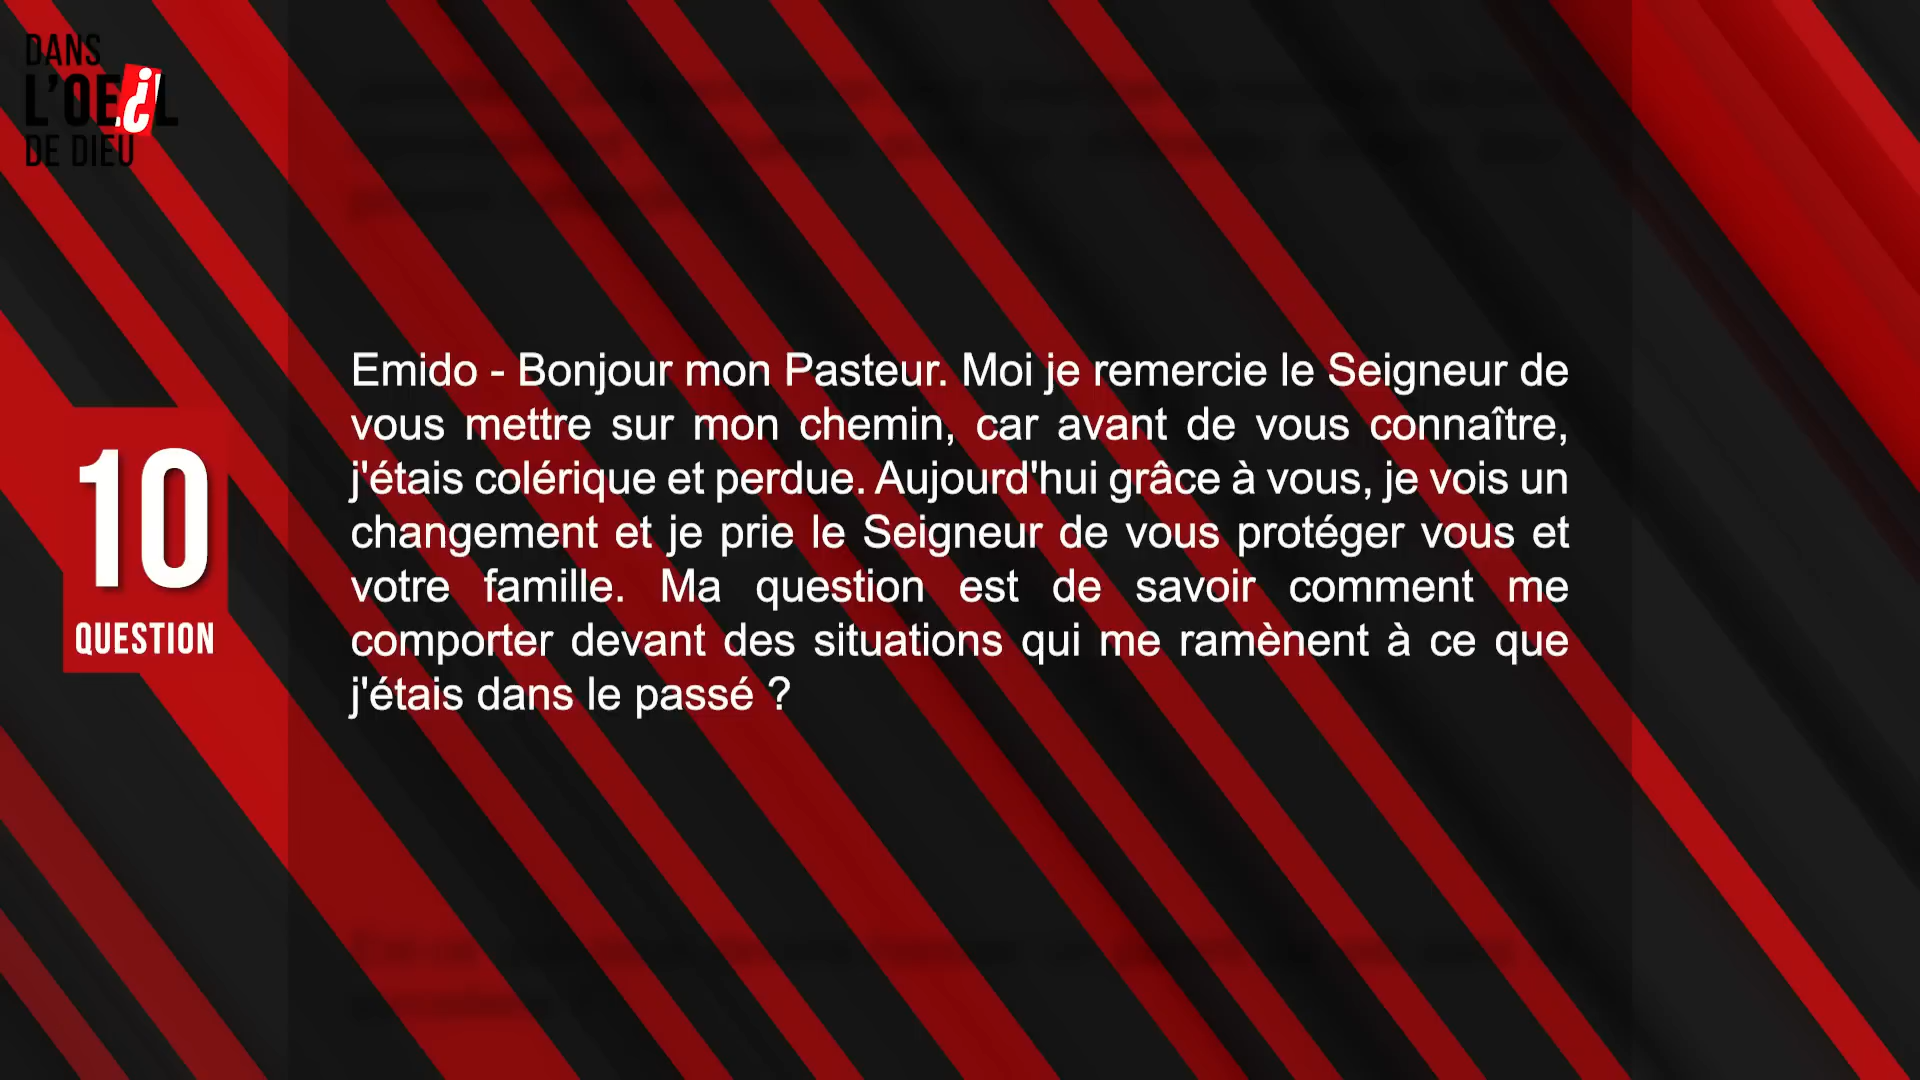 DANS
L'OEIL
DE DIEU
Emido - Bonjour mon Pasteur. Moi je remercie le Seigneur de
vous mettre sur mon chemin, car avant de vous connaître,
j'étais colérique et perdue. Aujourd'hui grâce à vous, je vois un
changement et je prie le Seigneur de vous protéger vous et
votre famille. Ma question est de savoir comment me
comporter devant des situations qui me ramènent à ce que
j'étais dans le passé ?
10
QUESTION